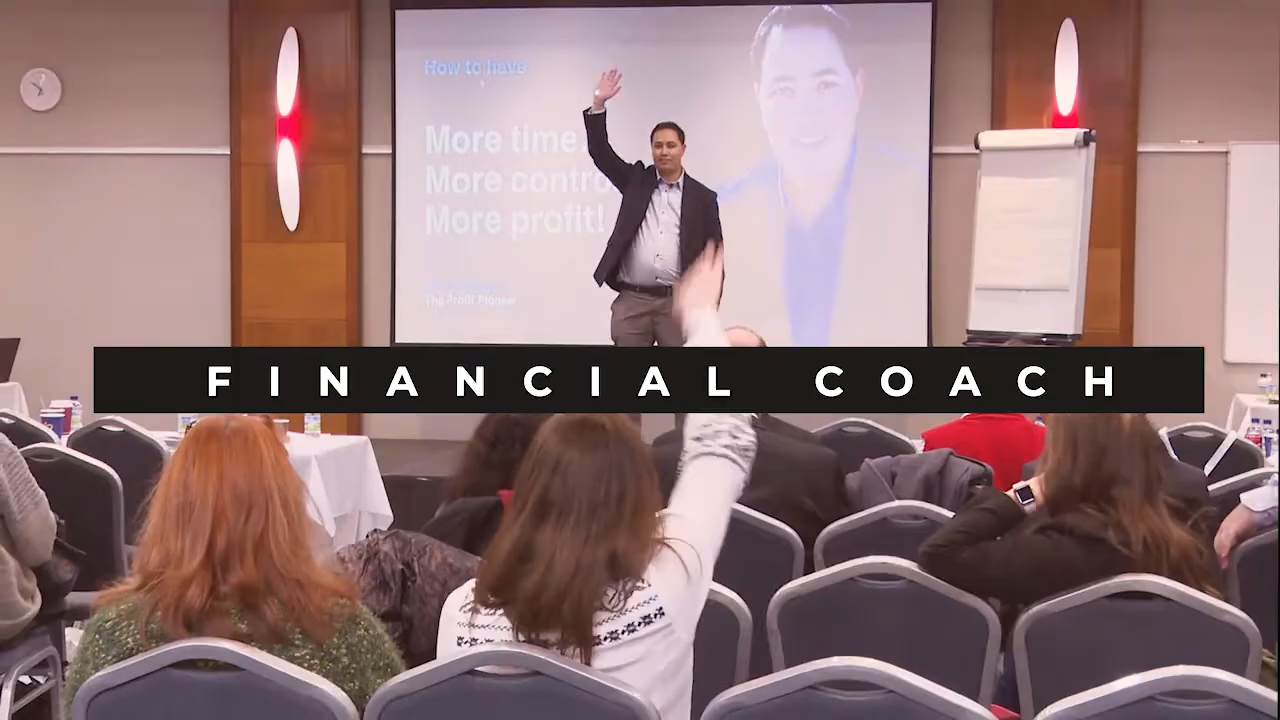 How to have
More time.
More contro
More profit!
The Profit Pioneer
FINANCIAL COACH